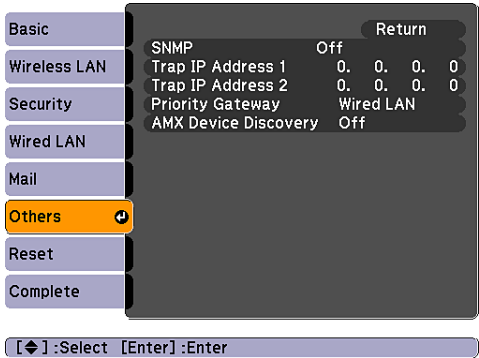 Basic
Wireless LAN
Security
Wired LAN
Mail
Others
Reset
Complete
Return
SNMP Off
Trap IP Address 1 0. 0. 0. 0
Trap IP Address 2 0. 0. 0. 0
Priority Gateway Wired LAN
AMX Device Discovery Off
[◆] :Select [Enter] :Enter